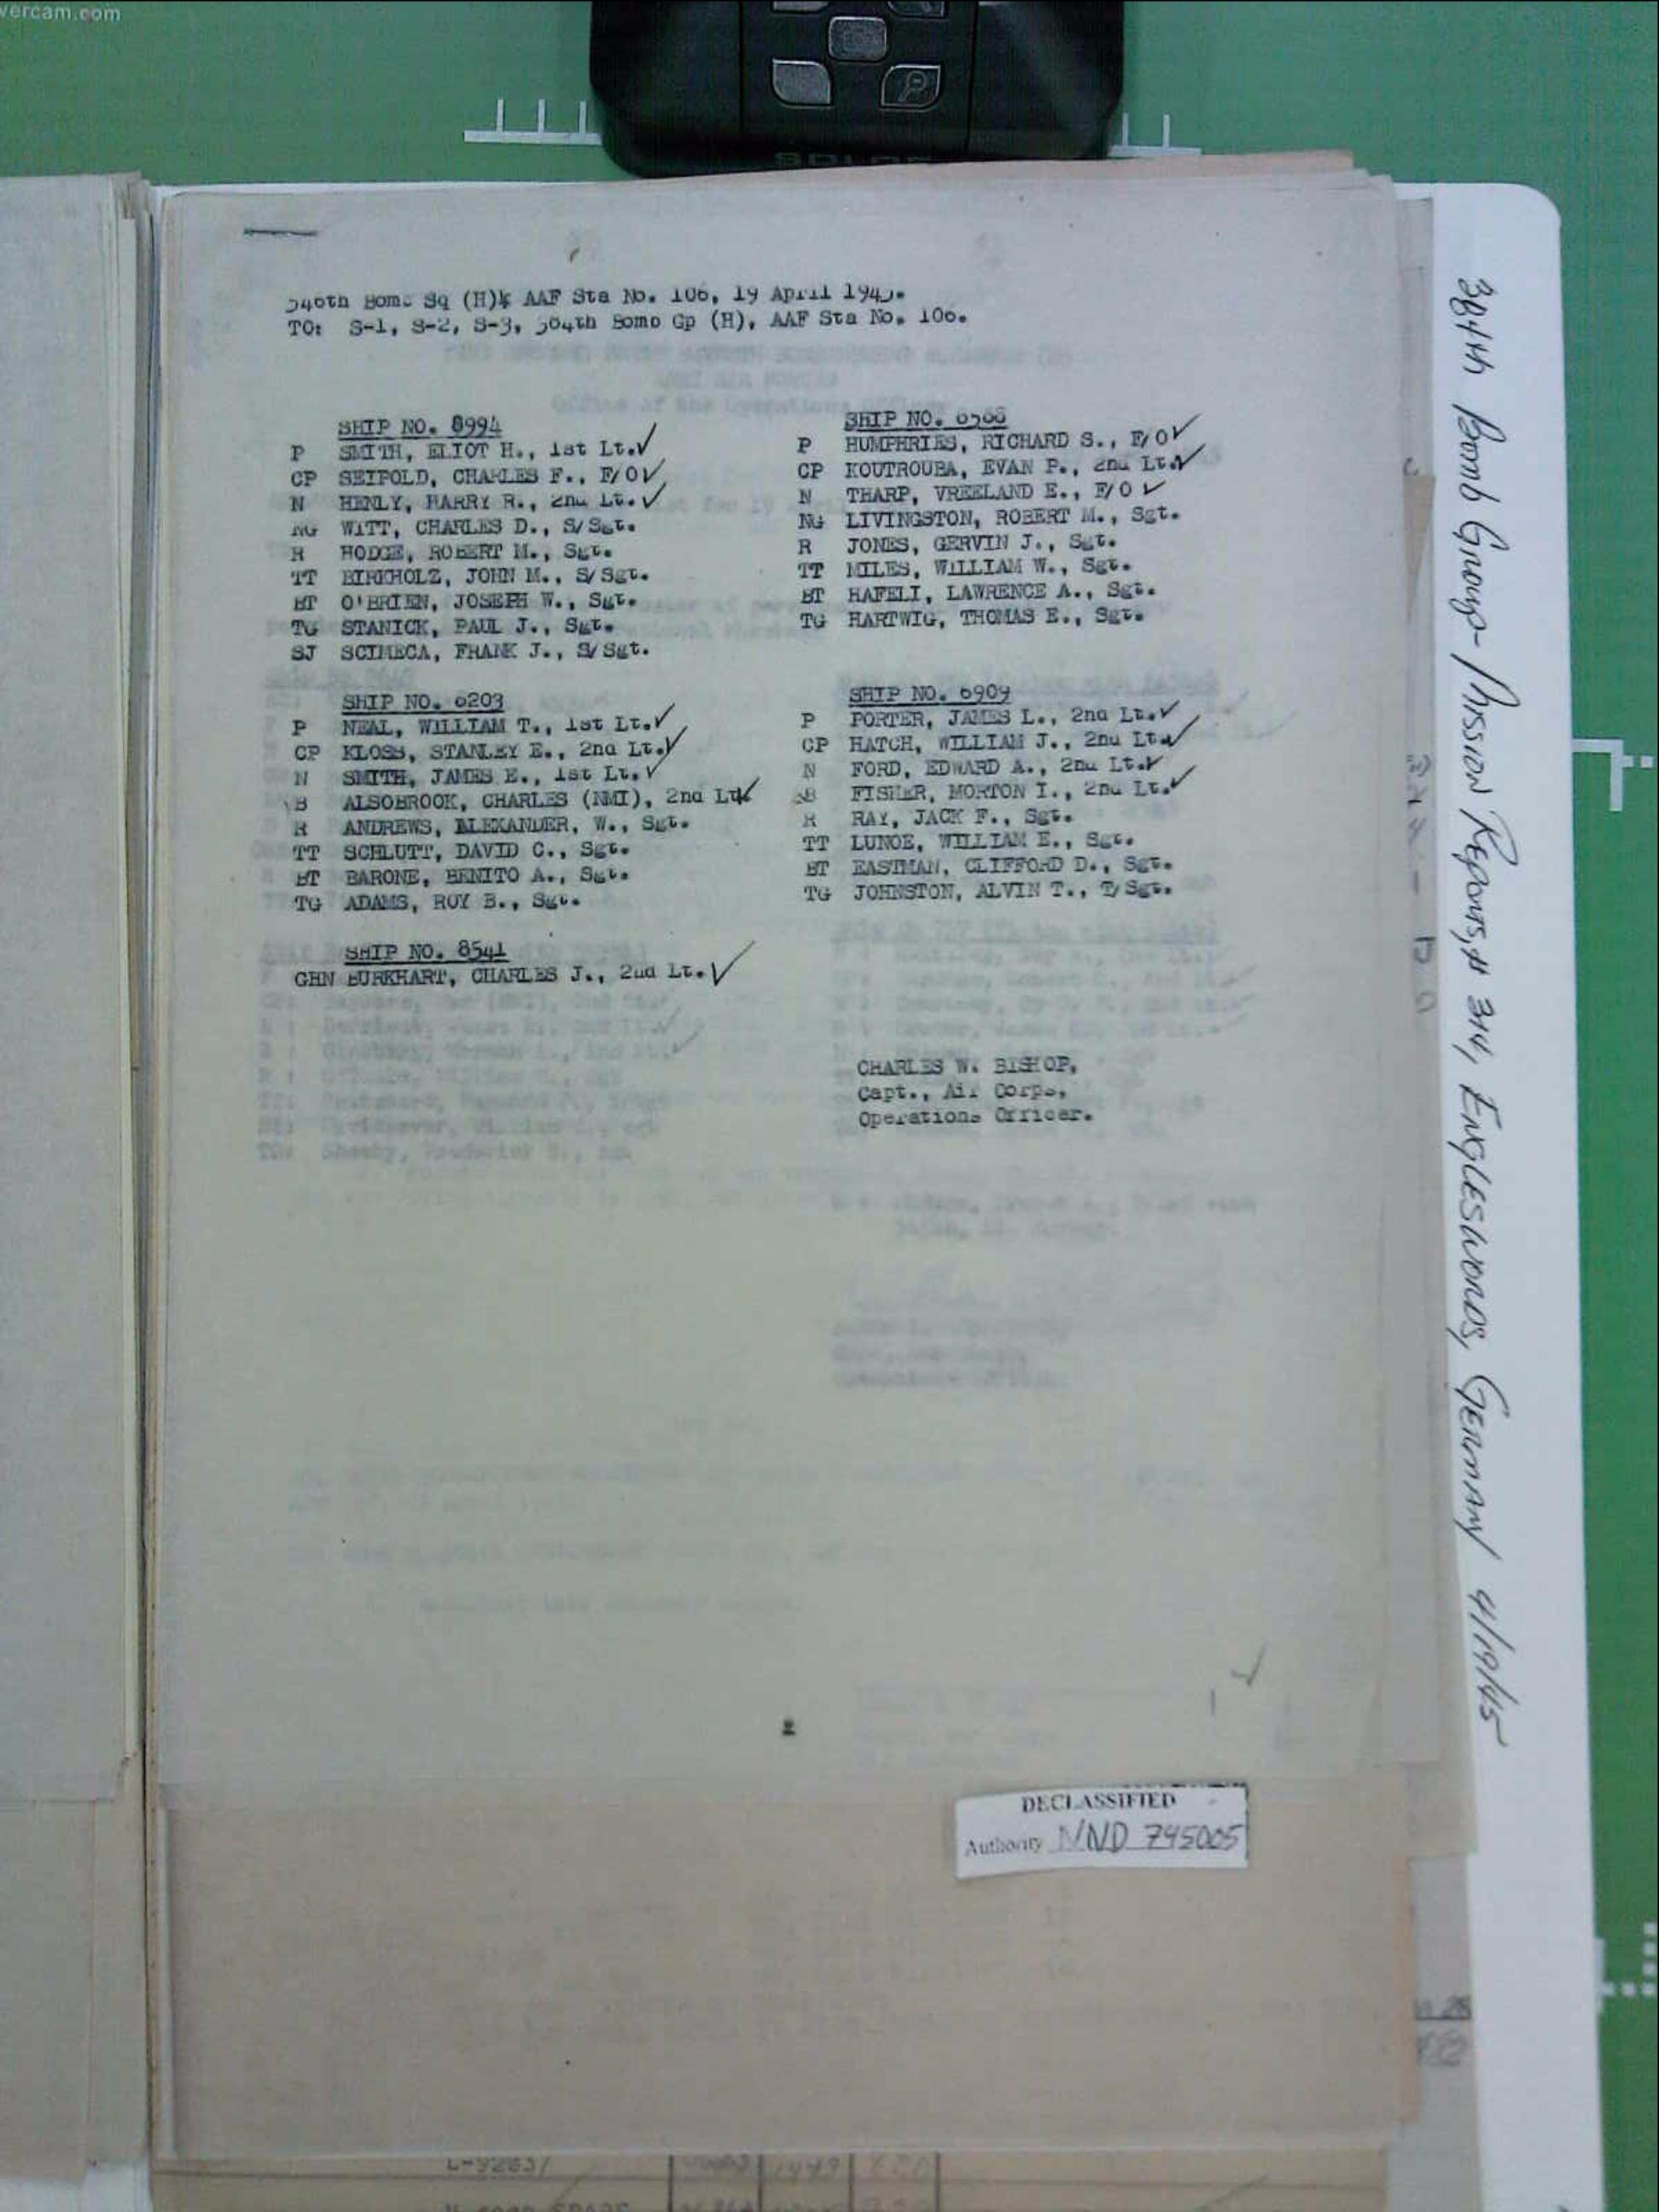 vercam.com
546th Bomb Sq (H) AAF Sta No. 106, 19 April 1945.
TO: S-1, S-2, S-3, 384th Bomb Gp (H), AAF Sta No. 106.
SHIP NO. 8994
P SMITH, ELIOT H., 1st Lt.✓
CP SEIPOLD, CHARLES F., F/O✓
N HENLY, HARRY R., 2nd Lt.✓
NG WITT, CHARLES D., S/Sgt.
R HODGE, ROBERT M., Sgt.
TT BIRKHOLZ, JOHN M., S/Sgt.
BT O'BRIEN, JOSEPH W., Sgt.
TG STANICK, PAUL J., Sgt.
SJ SCIMECA, FRANK J., S/Sgt.
SHIP NO.
P HUMPHRIES, RICHARD S., F/O✓
CP KOUTROUBA, EVAN P., 2nd Lt.✓
N THARP, VREELAND E., F/O ✓
NG LIVINGSTON, ROBERT M., Sgt.
R JONES, GERVIN J., Sgt.
TT MILES, WILLIAM W., Sgt.
BT HAFELI, LAWRENCE A., Sgt.
TG HARTWIG, THOMAS E., Sgt.
SHIP NO. 6203
P NEAL, WILLIAM T., 1st Lt.✓
CP KLOSS, STANLEY E., 2nd Lt.✓
N SMITH, JAMES E., 1st Lt.✓
B ALSOBROOK, CHARLES (NMI), 2nd Lt✓
R ANDREWS, ALEXANDER, W., Sgt.
TT SCHLUTT, DAVID C., Sgt.
BT BARONE, BENITO A., Sgt.
TG ADAMS, ROY B., Sgt.
SHIP NO. 6909
P PORTER, JAMES L., 2nd Lt.✓
CP HATCH, WILLIAM J., 2nd Lt.✓
N FORD, EDWARD A., 2nd Lt.✓
B FISHER, MORTON I., 2nd Lt.✓
R RAY, JACK F., Sgt.
TT LUNOE, WILLIAM E., Sgt.
BT EASTMAN, CLIFFORD D., Sgt.
TG JOHNSTON, ALVIN T., T/Sgt.
SHIP NO. 8541
GHN BURKHART, CHARLES J., 2nd Lt.✓
CHARLES W. BISHOP,
Capt., Air Corps,
Operations Officer.
DECLASSIFIED
Authority NND 745005
384th Bomb Group - Mission Reports, # 314, Engleswords, Germany 4/19/45